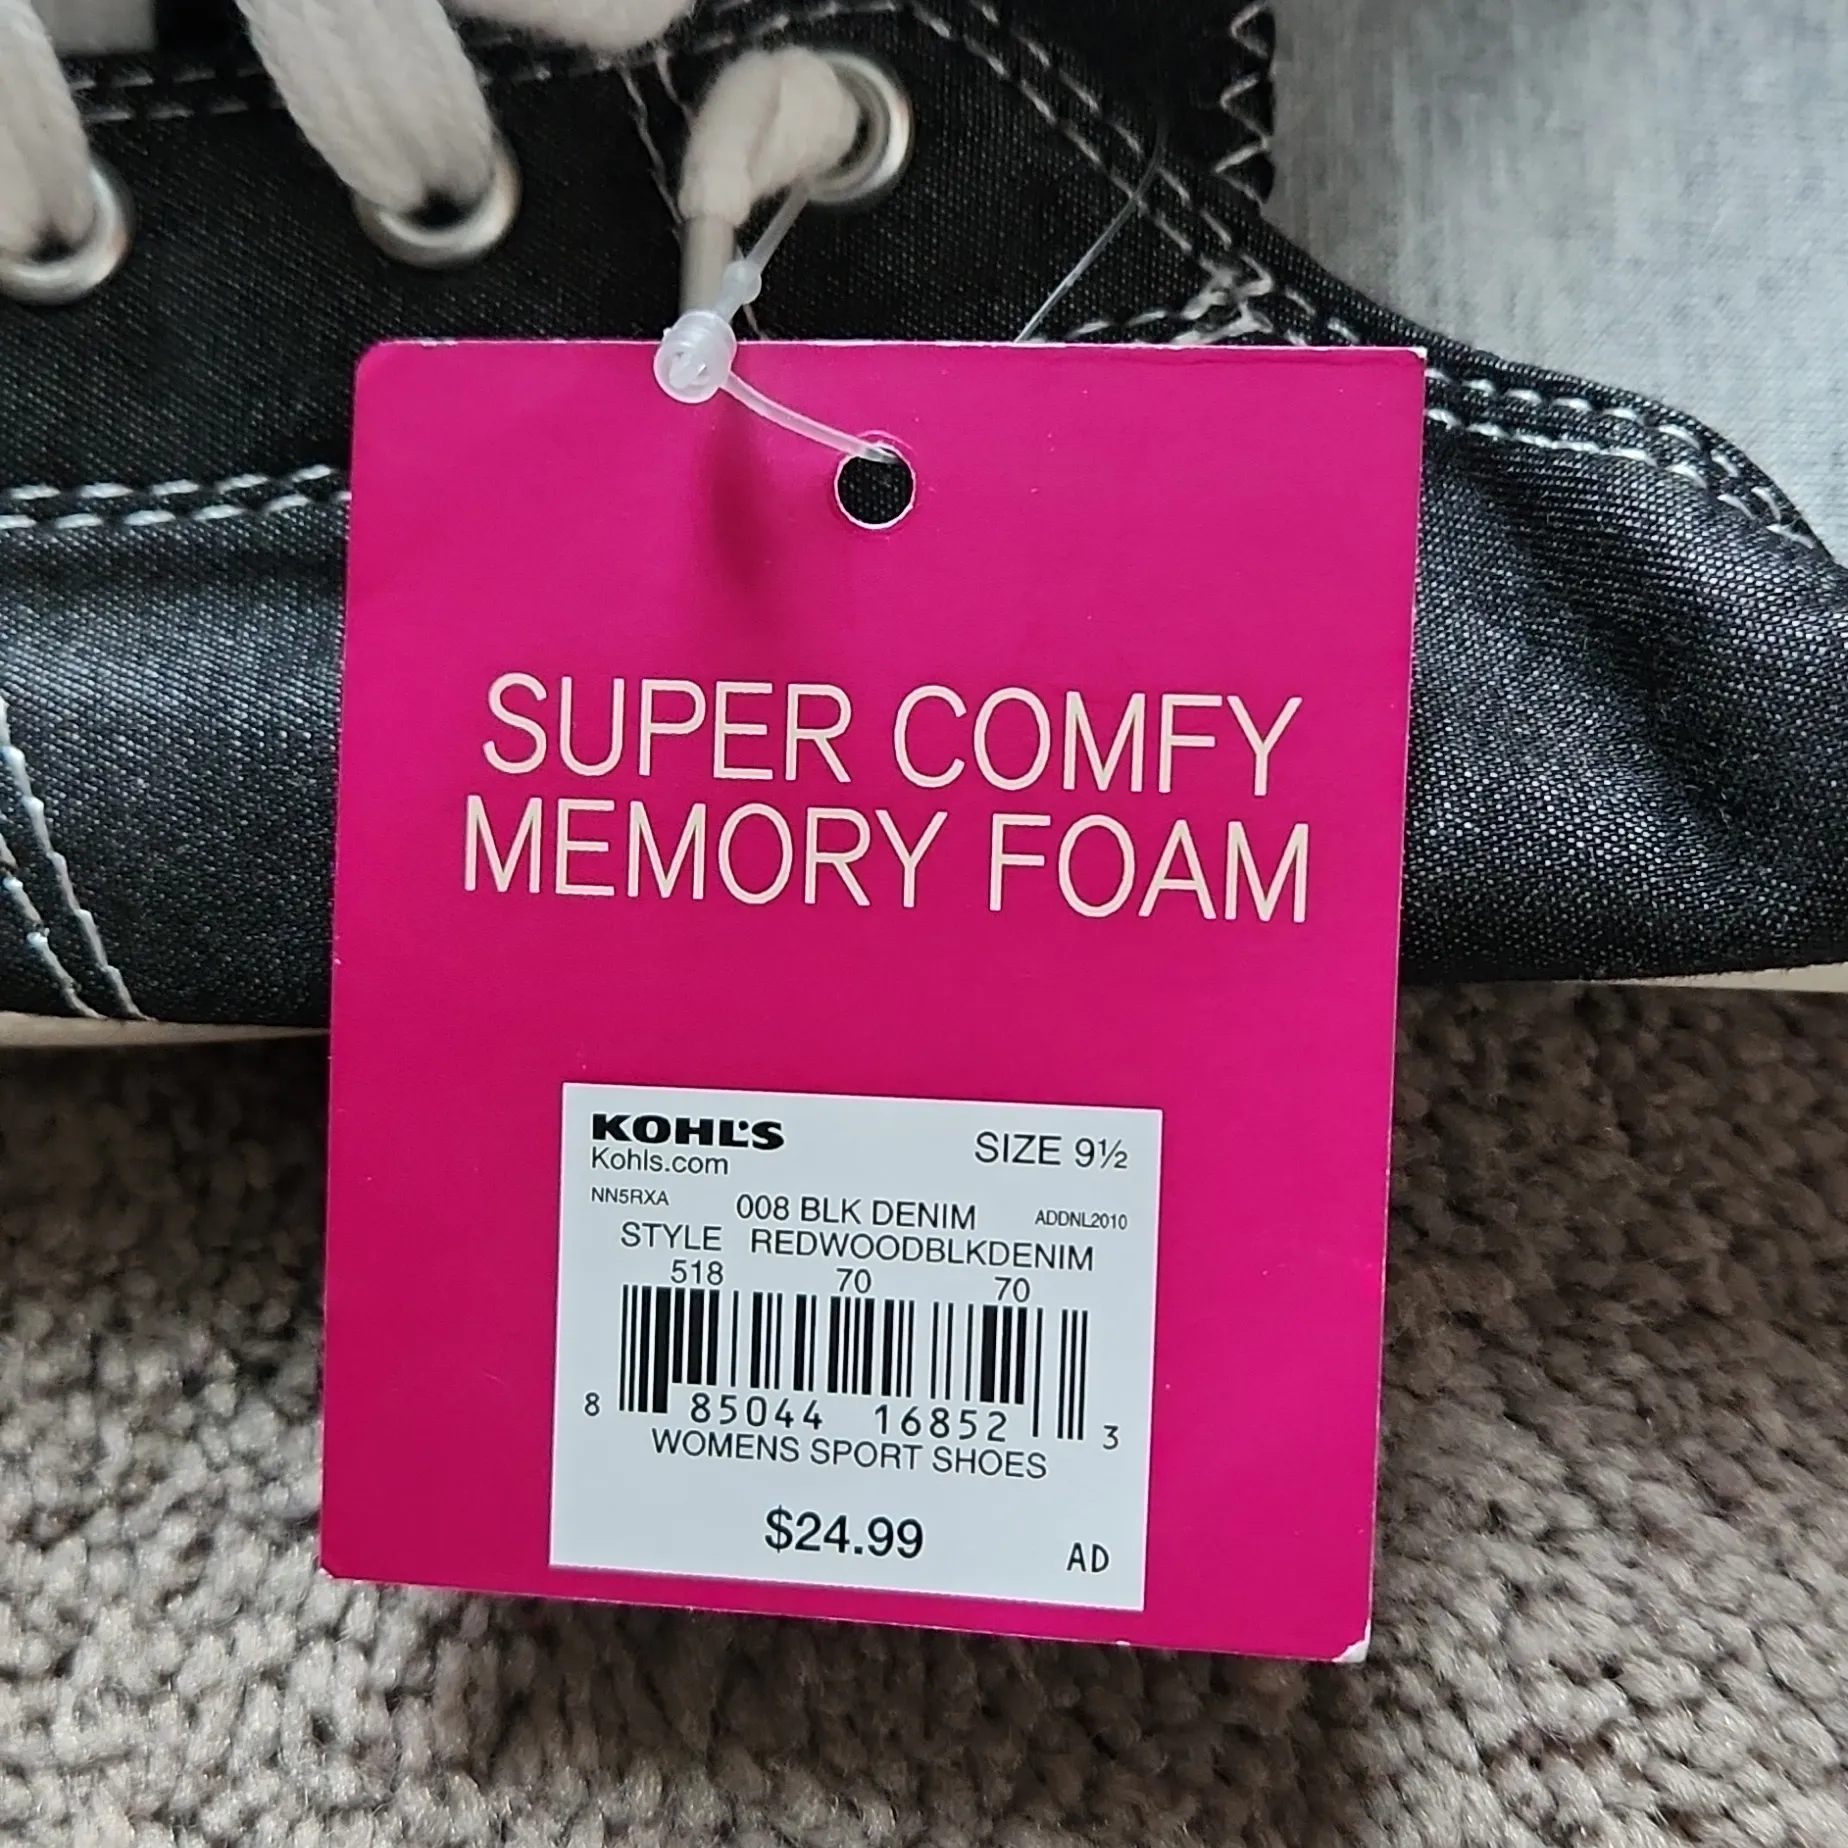 SUPER COMFY
MEMORY FOAM
KOHL'S
SIZE 9½
Kohls.com
NN5RXA 008 BLK DENIM ADDNL2010
STYLE REDWOODBLKDENIM
518 70 70
8 85044 16852 3
WOMENS SPORT SHOES
$24.99
AD